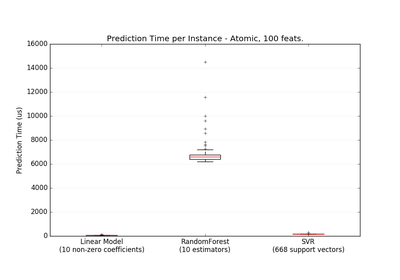 Prediction Time per Instance - Atomic, 100 feats.
16000
14000
12000
10000
8000
6000
4000
2000
0
Prediction Time (us)
Linear Model RandomForest SVR
(10 non-zero coefficients) (10 estimators) (668 support vectors)